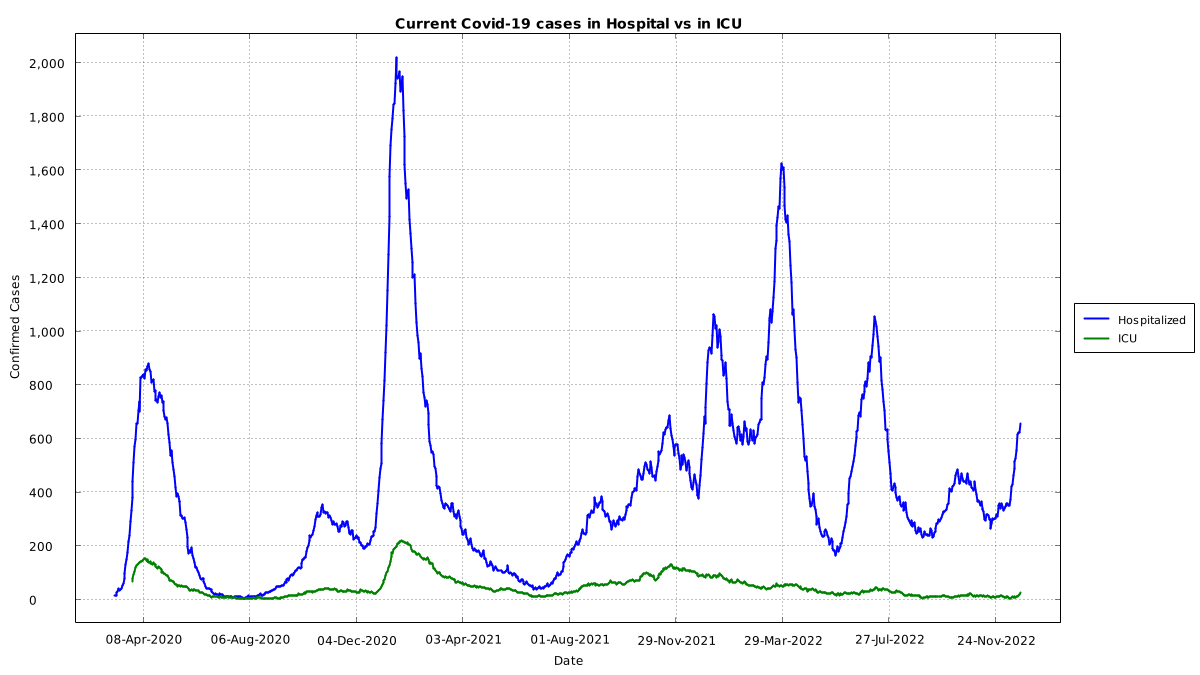 Current Covid-19 cases in Hospital vs in ICU
Confirmed Cases
2,000
1,800
1,600
1,400
1,200
1,000
800
600
400
200
0
08-Apr-2020
06-Aug-2020
04-Dec-2020
03-Apr-2021
01-Aug-2021
29-Nov-2021
29-Mar-2022
27-Jul-2022
24-Nov-2022
Date
Hospitalized
ICU